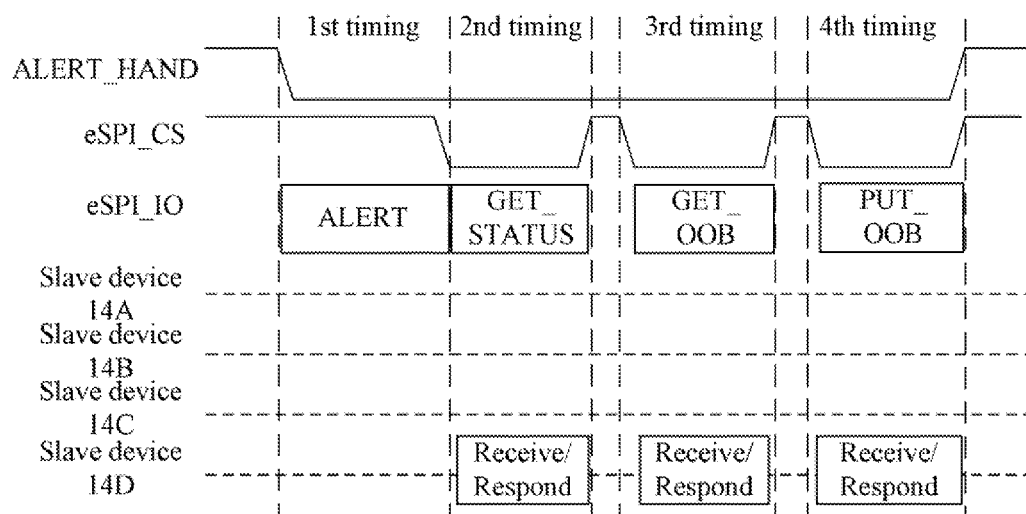 1st timing 2nd timing 3rd timing 4th timing
ALERT_HAND
eSPI_CS
eSPI_IO
ALERT
GET_
STATUS
GET_
OOB
PUT_
OOB
Slave device
14A
Slave device
14B
Slave device
14C
Slave device
14D
Receive/
Respond
Receive/
Respond
Receive/
Respond